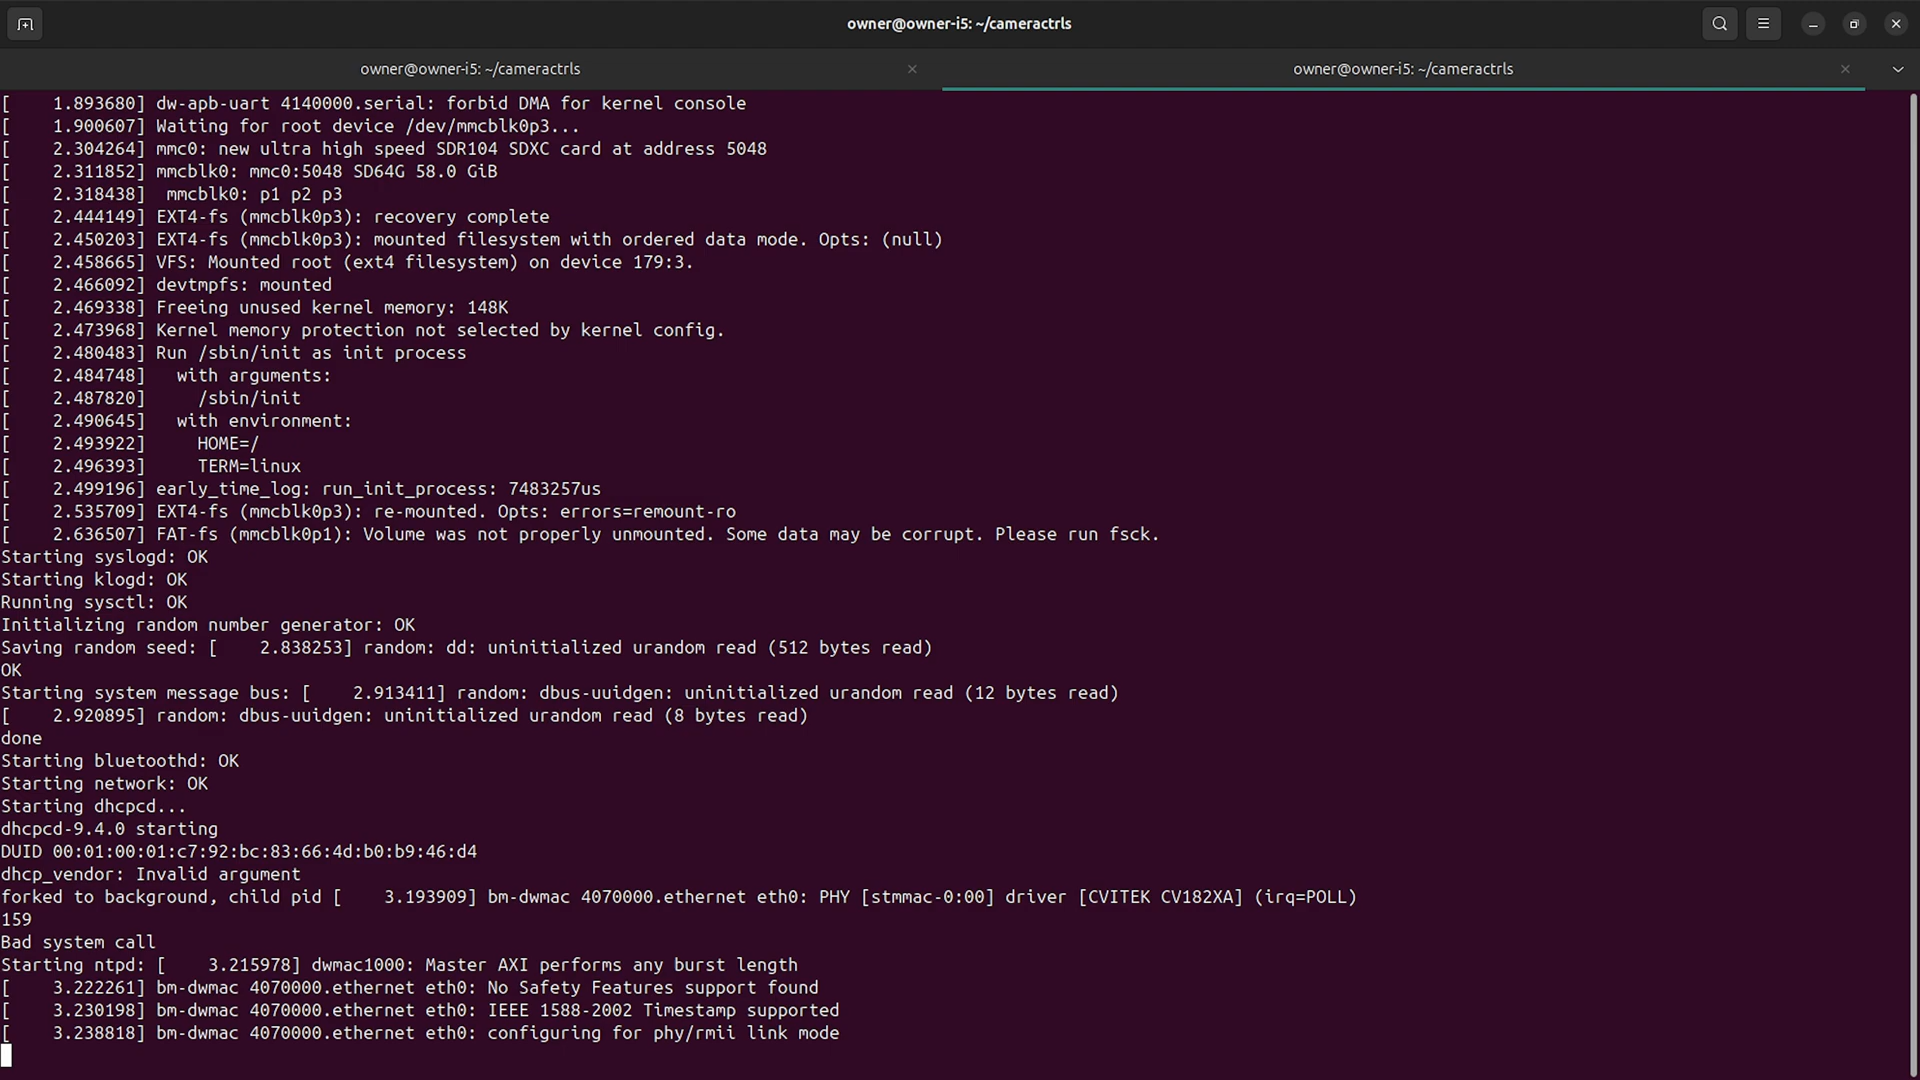 owner@owner-i5: ~/cameractrls
owner@owner-i5: ~/cameractrls
owner@owner-i5: ~/cameractrls
[    1.893680] dw-apb-uart 4140000.serial: forbid DMA for kernel console
[    1.900607] Waiting for root device /dev/mmcblk0p3...
[    2.304264] mmc0: new ultra high speed SDR104 SDXC card at address 5048
[    2.311852] mmcblk0: mmc0:5048 SD64G 58.0 GiB
[    2.318438]  mmcblk0: p1 p2 p3
[    2.444149] EXT4-fs (mmcblk0p3): recovery complete
[    2.450203] EXT4-fs (mmcblk0p3): mounted filesystem with ordered data mode. Opts: (null)
[    2.458665] VFS: Mounted root (ext4 filesystem) on device 179:3.
[    2.466092] devtmpfs: mounted
[    2.469338] Freeing unused kernel memory: 148K
[    2.473968] Kernel memory protection not selected by kernel config.
[    2.480483] Run /sbin/init as init process
[    2.484748]   with arguments:
[    2.487820]     /sbin/init
[    2.490645]   with environment:
[    2.493922]     HOME=/
[    2.496393]     TERM=linux
[    2.499196] early_time_log: run_init_process: 7483257us
[    2.535709] EXT4-fs (mmcblk0p3): re-mounted. Opts: errors=remount-ro
[    2.636507] FAT-fs (mmcblk0p1): Volume was not properly unmounted. Some data may be corrupt. Please run fsck.
Starting syslogd: OK
Starting klogd: OK
Running sysctl: OK
Initializing random number generator: OK
Saving random seed: [    2.838253] random: dd: uninitialized urandom read (512 bytes read)
OK
Starting system message bus: [    2.913411] random: dbus-uuidgen: uninitialized urandom read (12 bytes read)
[    2.920895] random: dbus-uuidgen: uninitialized urandom read (8 bytes read)
done
Starting bluetoothd: OK
Starting network: OK
Starting dhcpcd...
dhcpcd-9.4.0 starting
DUID 00:01:00:01:c7:92:bc:83:66:4d:b0:b9:46:d4
dhcp_vendor: Invalid argument
forked to background, child pid [    3.193909] bm-dwmac 4070000.ethernet eth0: PHY [stmmac-0:00] driver [CVITEK CV182XA] (irq=POLL)
159
Bad system call
Starting ntpd: [    3.215978] dwmac1000: Master AXI performs any burst length
[    3.222261] bm-dwmac 4070000.ethernet eth0: No Safety Features support found
[    3.230198] bm-dwmac 4070000.ethernet eth0: IEEE 1588-2002 Timestamp supported
[    3.238818] bm-dwmac 4070000.ethernet eth0: configuring for phy/rmii link mode